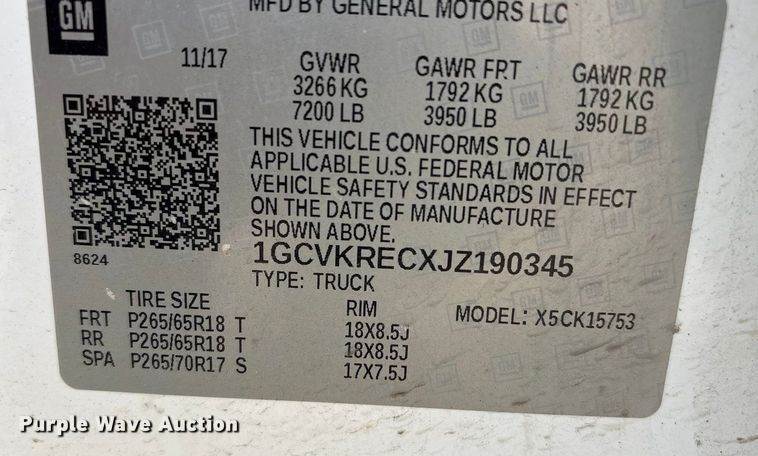 GM
MFD BY GENERAL MOTORS LLC
11/17 GVWR GAWR FRT GAWR RR
3266 KG 1792 KG 1792 KG
7200 LB 3950 LB 3950 LB
THIS VEHICLE CONFORMS TO ALL
APPLICABLE U.S. FEDERAL MOTOR
VEHICLE SAFETY STANDARDS IN EFFECT
ON THE DATE OF MANUFACTURE
SHOWN ABOVE.
8624
1GCVKRECXJZ190345
TYPE: TRUCK
TIRE SIZE RIM MODEL: X5CK15753
FRT P265/65R18 T 18X8.5J
RR P265/65R18 T 18X8.5J
SPA P265/70R17 S 17X7.5J
Purple Wave Auction